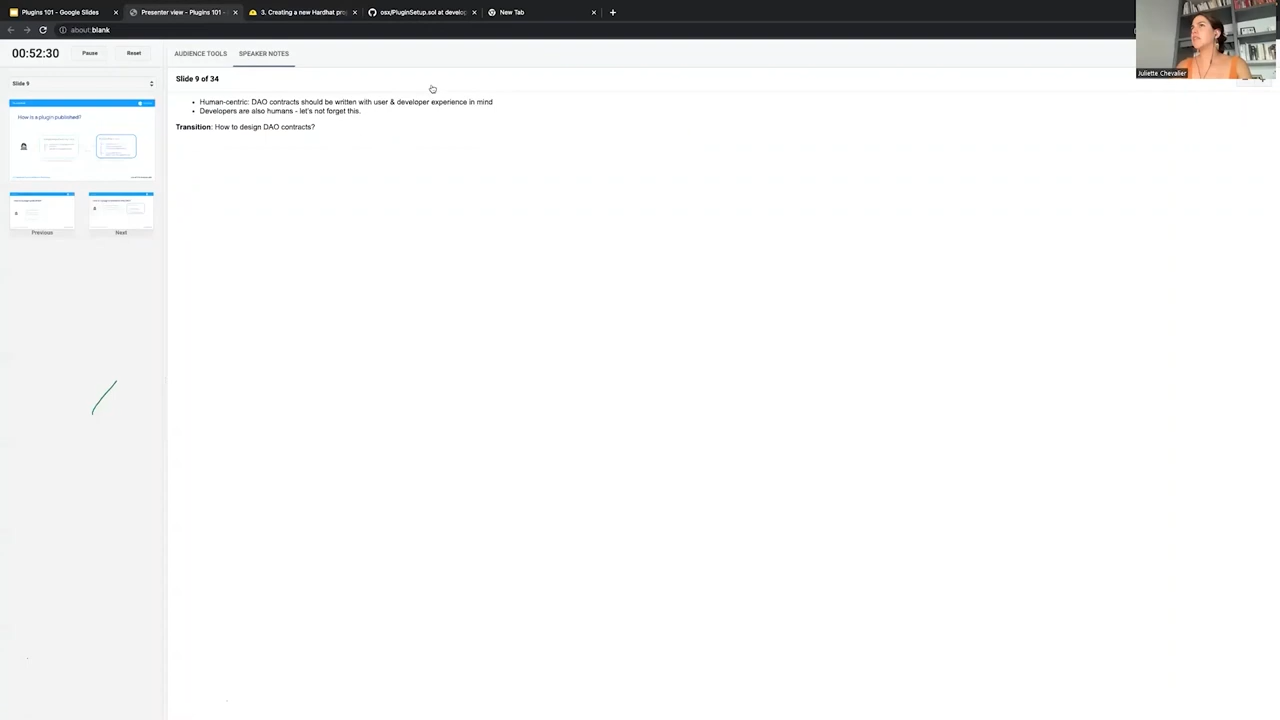 Plugins 101 - Google Slides
Presenter view - Plugins 101 -
3. Creating a new Hardhat pro
osx/PluginSetup.sol at develop
New Tab
about:blank
00:52:30
Pause
Reset
AUDIENCE TOOLS
SPEAKER NOTES
Juliette Chevalier
Slide 9 of 34
Slide 9
• Human-centric: DAO contracts should be written with user & developer experience in mind
• Developers are also humans - let's not forget this.
Transition: How to design DAO contracts?
How is a plugin published?
Previous
Next